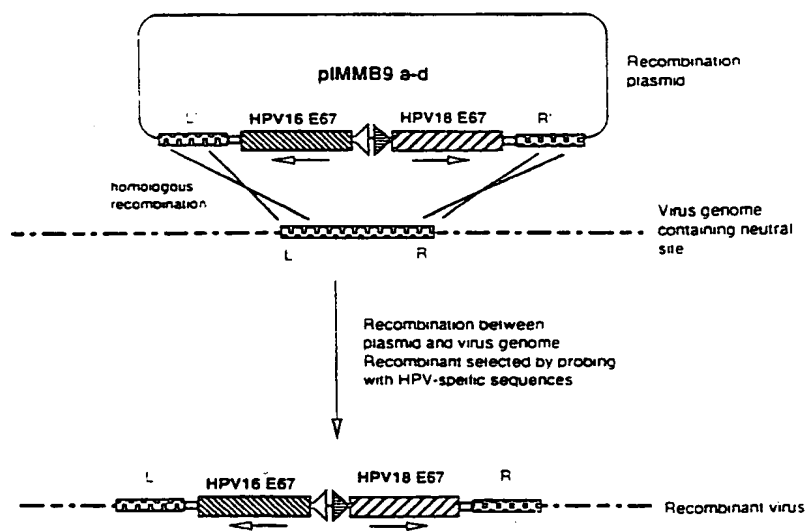 pIMMB9 a-d
Recombination
plasmid
L'
HPV16 E67
HPV18 E67
R'
homologous
recombination
Virus genome
containing neutral
site
L
R
Recombination between
plasmid and virus genome
Recombinant selected by probing
with HPV-speific sequences
L
HPV16 E67
HPV18 E67
R
Recombinant virus